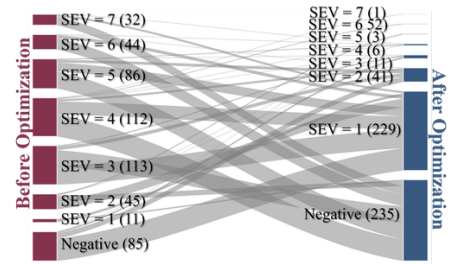 Before Optimization
SEV = 7 (32)
SEV = 6 (44)
SEV = 5 (86)
SEV = 4 (112)
SEV = 3 (113)
SEV = 2 (45)
SEV = 1 (11)
Negative (85)
SEV = 7 (1)
SEV = 6 52)
SEV = 5 (3)
SEV = 4 (6)
SEV = 3 (11)
SEV = 2 (41)
SEV = 1 (229)
Negative (235)
After Optimization